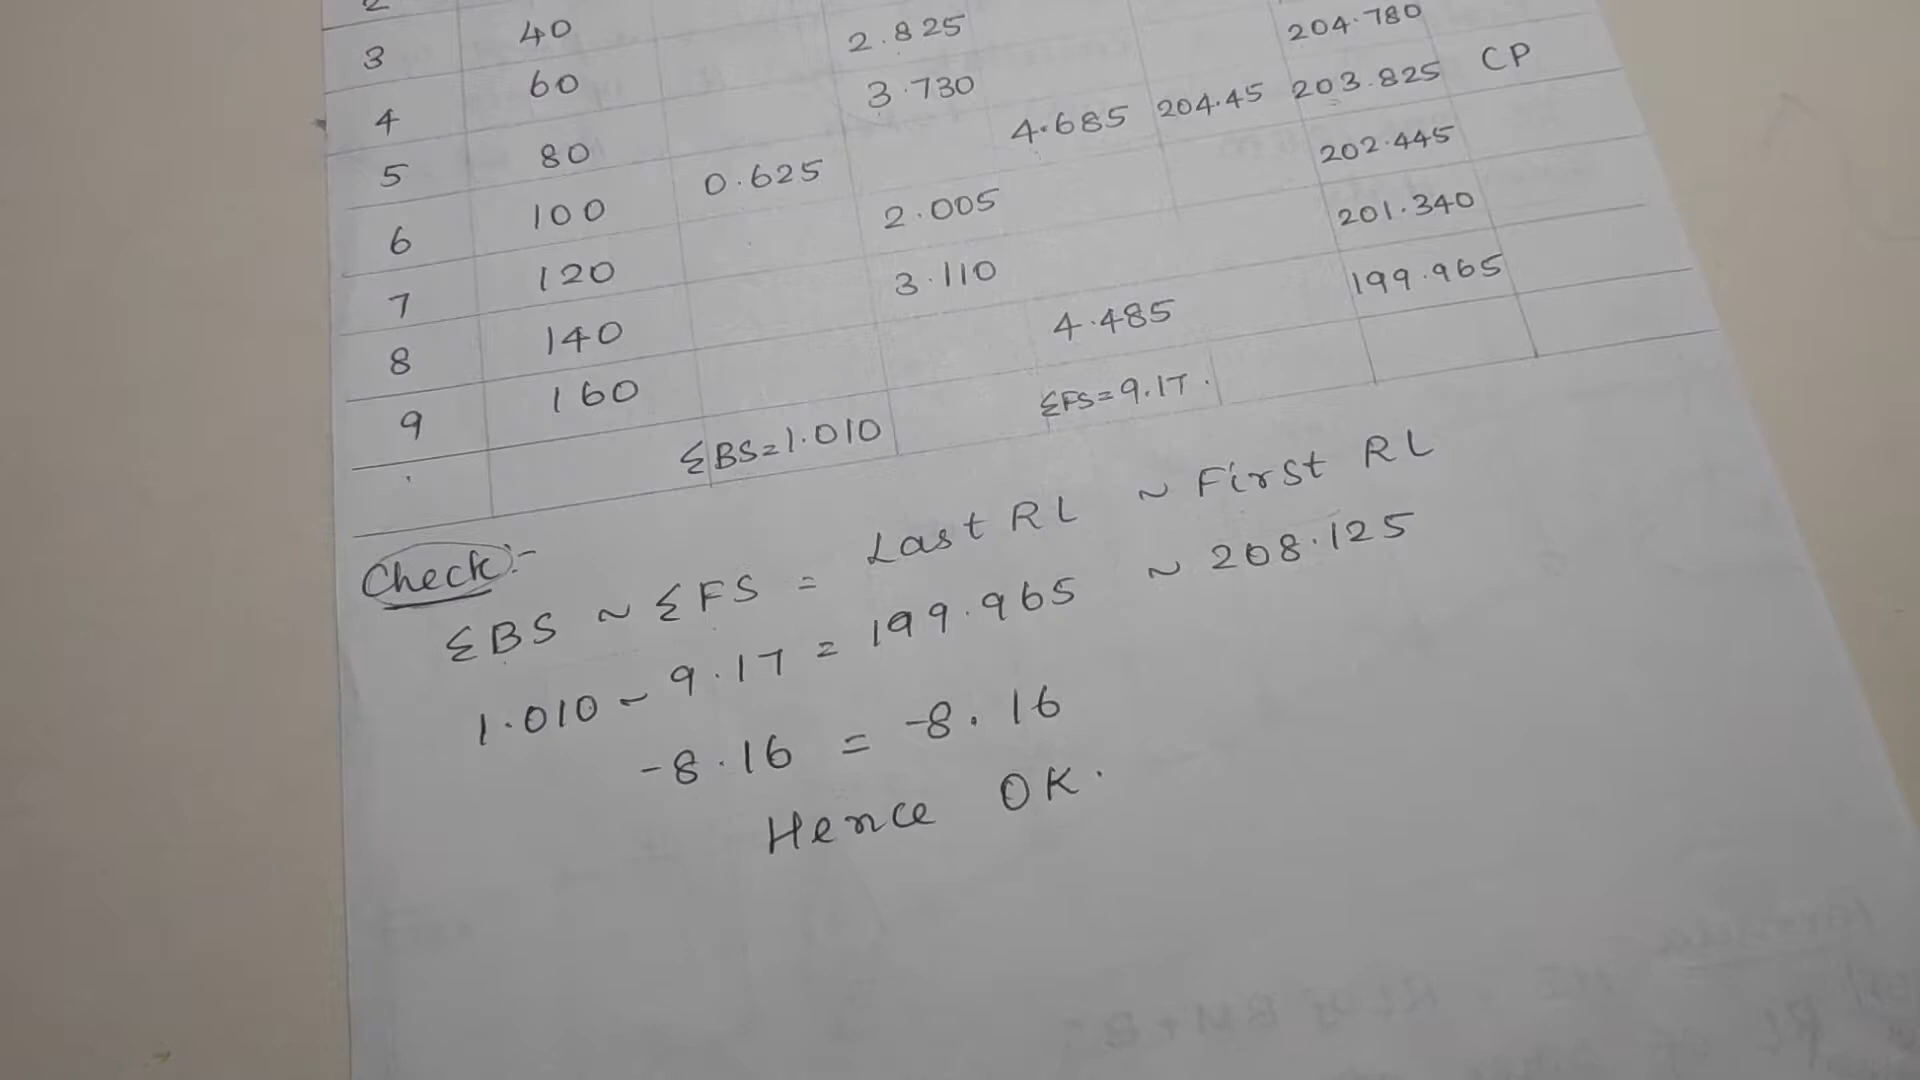 3 40 2.825 204.780
4 60 3.730 203.825 CP
5 80 4.685 204.45 202.445
6 100 0.625 2.005 201.340
7 120 3.110 199.965
8 140 4.485
9 160 ΣFS=9.17.
ΣBS=1.010
Check:-
ΣBS ~ ΣFS = Last RL ~ First RL
1.010 ~ 9.17 = 199.965 ~ 208.125
-8.16 = -8.16
Hence OK.